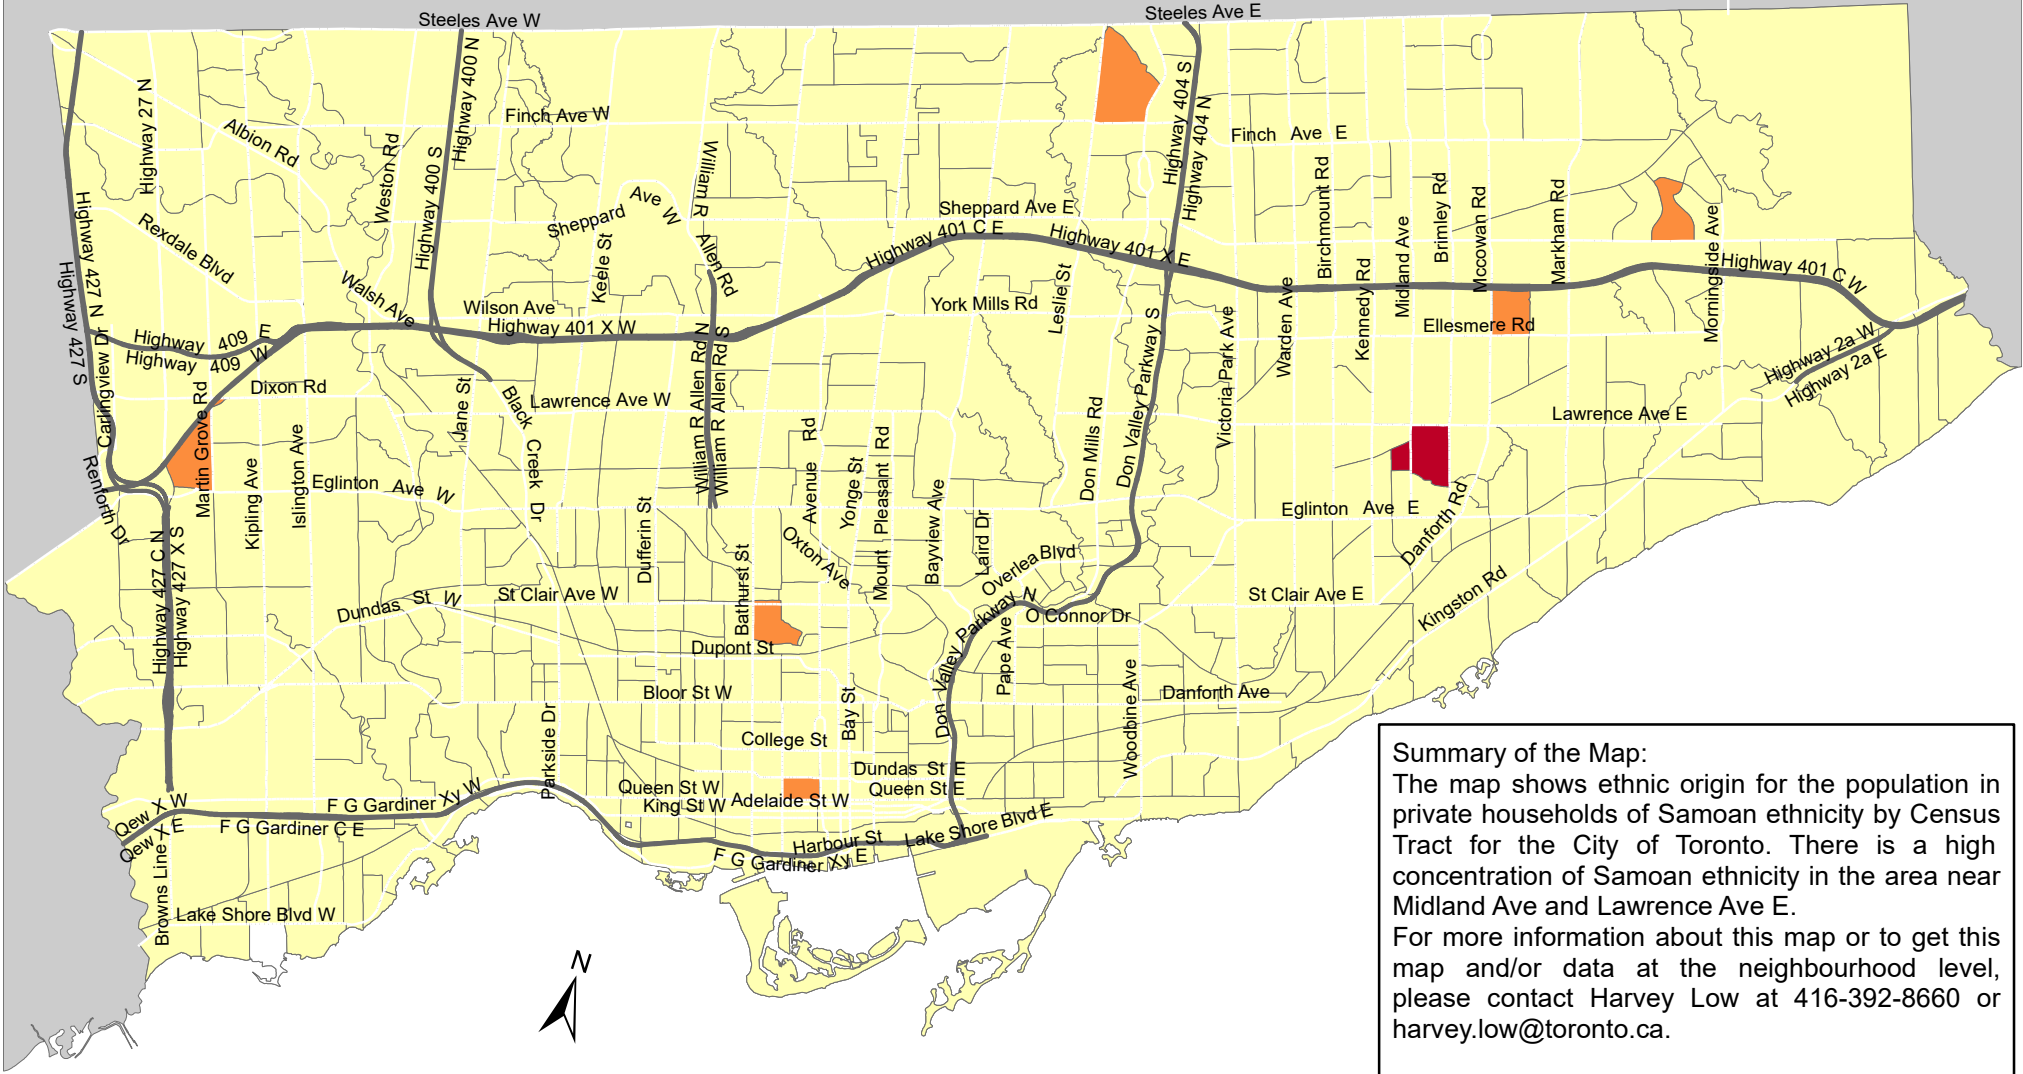 Steeles Ave W
Steeles Ave E
Highway 27 N
Albion Rd
Weston Rd
Highway 400 N
Highway 400 S
Finch Ave W
William R Allen Rd
Highway 404 S
Highway 404 N
Finch Ave E
Highway 427 N
Highway 427 S
Rexdale Blvd
Walsh Ave
Sheppard Ave W
Keele St
Sheppard Ave E
Highway 401 C E
Highway 401 X E
Leslie St
Birchmount Rd
Kennedy Rd
Midland Ave
Brimley Rd
Mccowan Rd
Markham Rd
Morningside Ave
Highway 401 C W
Wilson Ave
Highway 401 X W
York Mills Rd
Warden Ave
Victoria Park Ave
Ellesmere Rd
Highway 2a W
Highway 2a E
Highway 409 E
Highway 409 W
Carlingview Dr
Dixon Rd
Martin Grove Rd
Renforth Dr
Kipling Ave
Islington Ave
Eglinton Ave W
Jane St
Black Creek Dr
Lawrence Ave W
William R Allen Rd N
William R Allen Rd S
Avenue Rd
Yonge St
Mount Pleasant Rd
Bayview Ave
Laird Dr
Don Mills Rd
Don Valley Parkway S
Lawrence Ave E
Eglinton Ave E
Danforth Rd
Highway 427 C N
Highway 427 X S
Dundas St W
St Clair Ave W
Dufferin St
Bathurst St
Oxton Ave
Overlea Blvd
O Connor Dr
Don Valley Parkway N
Pape Ave
St Clair Ave E
Kingston Rd
Dupont St
Bloor St W
Bay St
Danforth Ave
Woodbine Ave
Parkside Dr
College St
Dundas St E
Queen St E
Queen St W
King St W
Adelaide St W
Qew X W
Qew X E
F G Gardiner Xy W
F G Gardiner C E
Harbour St
Lake Shore Blvd E
F G Gardiner Xy E
Browns Line
Lake Shore Blvd W
N
Summary of the Map:
The map shows ethnic origin for the population in
private households of Samoan ethnicity by Census
Tract for the City of Toronto. There is a high
concentration of Samoan ethnicity in the area near
Midland Ave and Lawrence Ave E.
For more information about this map or to get this
map and/or data at the neighbourhood level,
please contact Harvey Low at 416-392-8660 or
harvey.low@toronto.ca.